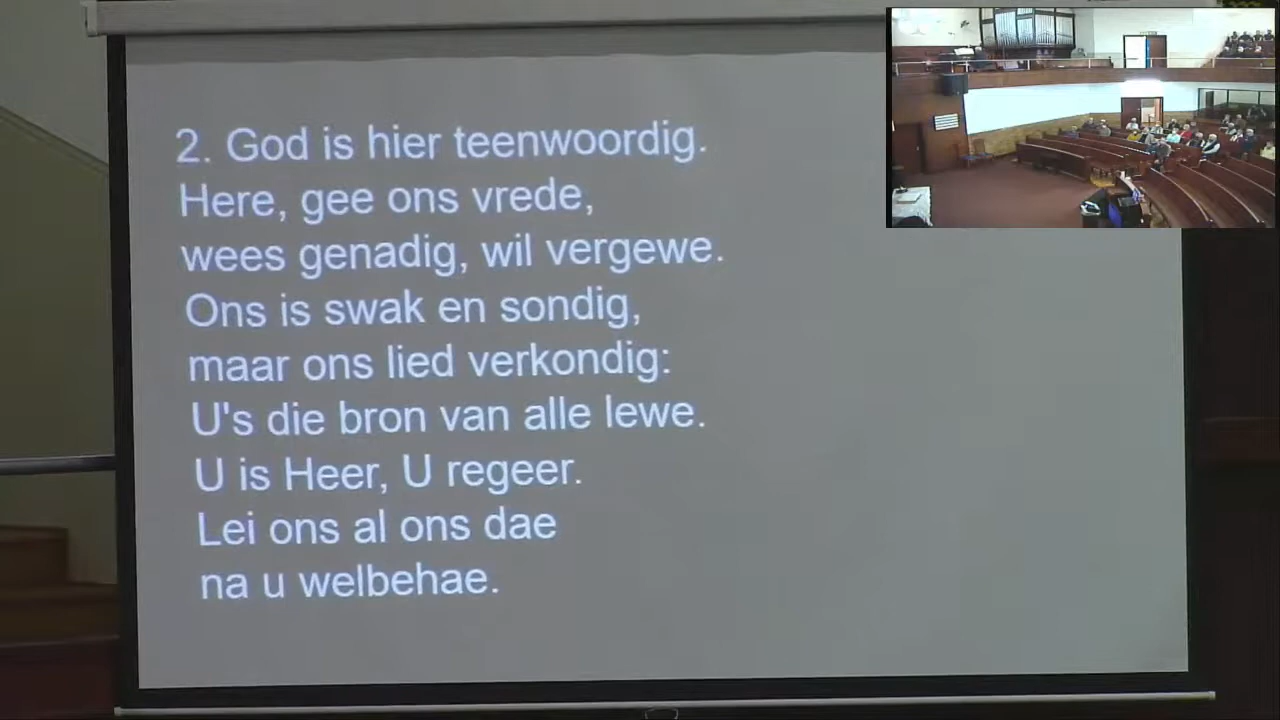 2. God is hier teenwoordig.
Here, gee ons vrede,
wees genadig, wil vergewe.
Ons is swak en sondig,
maar ons lied verkondig:
U's die bron van alle lewe.
U is Heer, U regeer.
Lei ons al ons dae
na u welbehae.